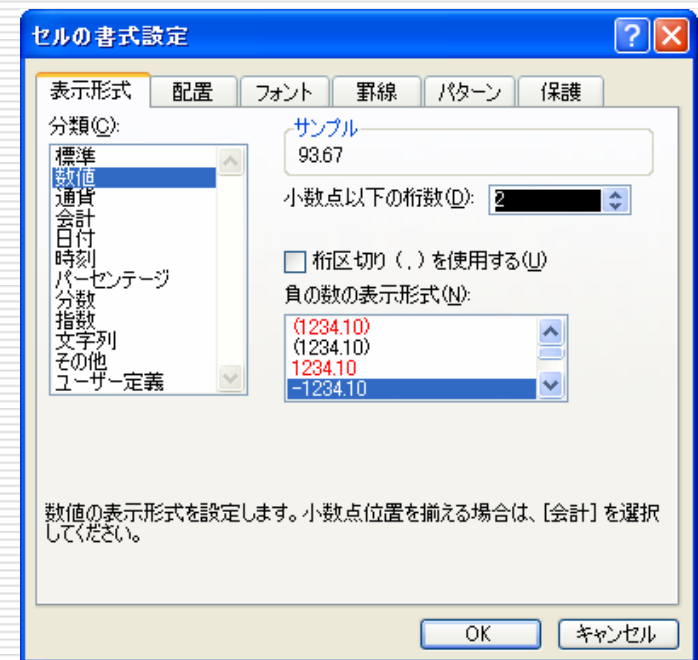 セルの書式設定
表示形式 配置 フォント 罫線 パターン 保護
分類(C):
標準
数値
通貨
会計
日付
時刻
パーセンテージ
分数
指数
文字列
その他
ユーザー定義
サンプル
93.67
小数点以下の桁数(D): 2
桁区切り(,)を使用する(U)
負の数の表示形式(N):
(1234.10)
(1234.10)
1234.10
-1234.10
数値の表示形式を設定します。小数点位置を揃える場合は、[会計] を選択
してください。
OK キャンセル